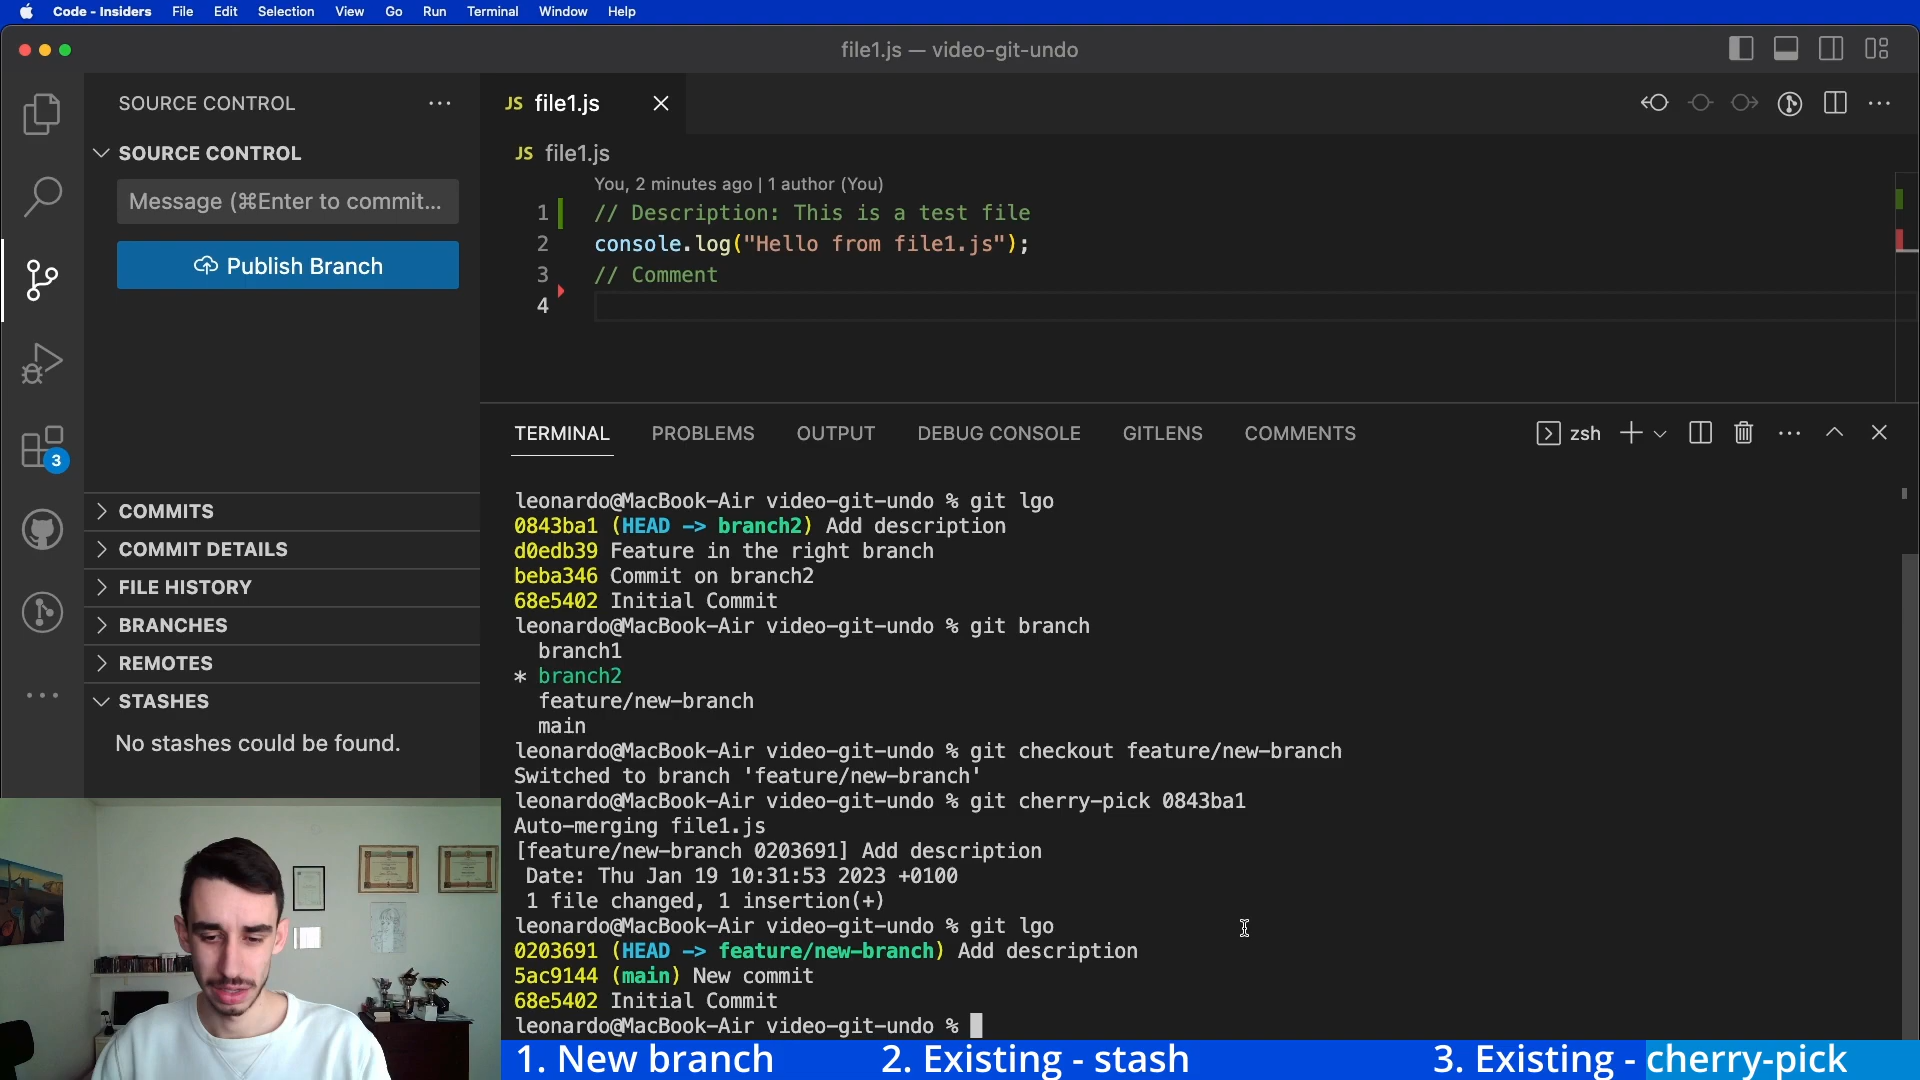 Code - Insiders File Edit Selection View Go Run Terminal Window Help
file1.js — video-git-undo
SOURCE CONTROL
SOURCE CONTROL
Message (⌘Enter to commit...
Publish Branch
3
COMMITS
COMMIT DETAILS
FILE HISTORY
BRANCHES
REMOTES
STASHES
No stashes could be found.
JS file1.js
JS file1.js
You, 2 minutes ago | 1 author (You)
1 // Description: This is a test file
2 console.log("Hello from file1.js");
3 // Comment
4
TERMINAL PROBLEMS OUTPUT DEBUG CONSOLE GITLENS COMMENTS zsh
leonardo@MacBook-Air video-git-undo % git lgo
0843ba1 (HEAD -> branch2) Add description
d0edb39 Feature in the right branch
beba346 Commit on branch2
68e5402 Initial Commit
leonardo@MacBook-Air video-git-undo % git branch
branch1
* branch2
feature/new-branch
main
leonardo@MacBook-Air video-git-undo % git checkout feature/new-branch
Switched to branch 'feature/new-branch'
leonardo@MacBook-Air video-git-undo % git cherry-pick 0843ba1
Auto-merging file1.js
[feature/new-branch 0203691] Add description
Date: Thu Jan 19 10:31:53 2023 +0100
1 file changed, 1 insertion(+)
leonardo@MacBook-Air video-git-undo % git lgo
0203691 (HEAD -> feature/new-branch) Add description
5ac9144 (main) New commit
68e5402 Initial Commit
leonardo@MacBook-Air video-git-undo %
1. New branch 2. Existing - stash 3. Existing - cherry-pick